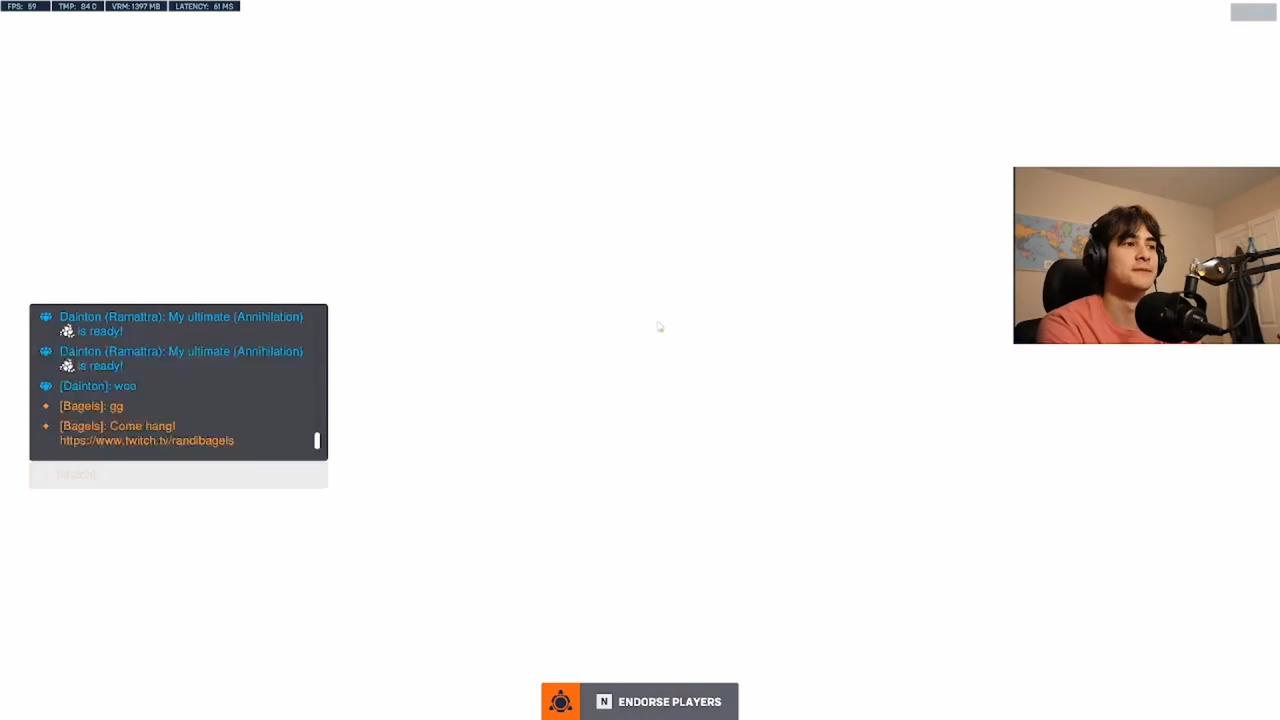 FPS: 59 TMP: 84 C VRM: 1397 MB LATENCY: 61 MS
Dainton (Ramattra): My ultimate (Annihilation)
is ready!
Dainton (Ramattra): My ultimate (Annihilation)
is ready!
[Dainton]: woo
[Bagels]: gg
[Bagels]: Come hang!
https://www.twitch.tv/randibagels
[Match]:
N ENDORSE PLAYERS